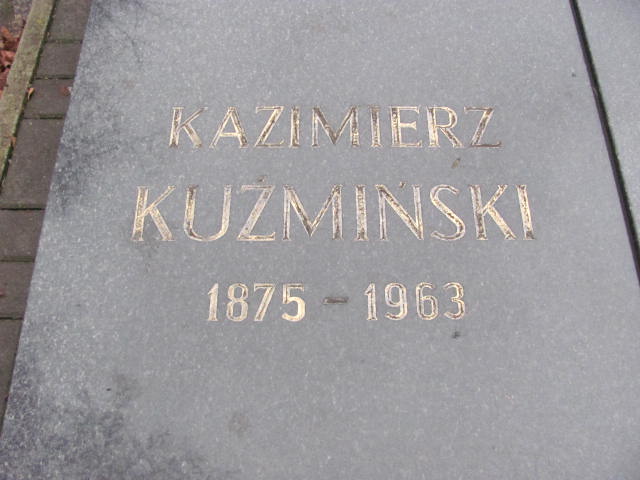 KAZIMIERZ
KUŹMIŃSKI
1875 - 1963